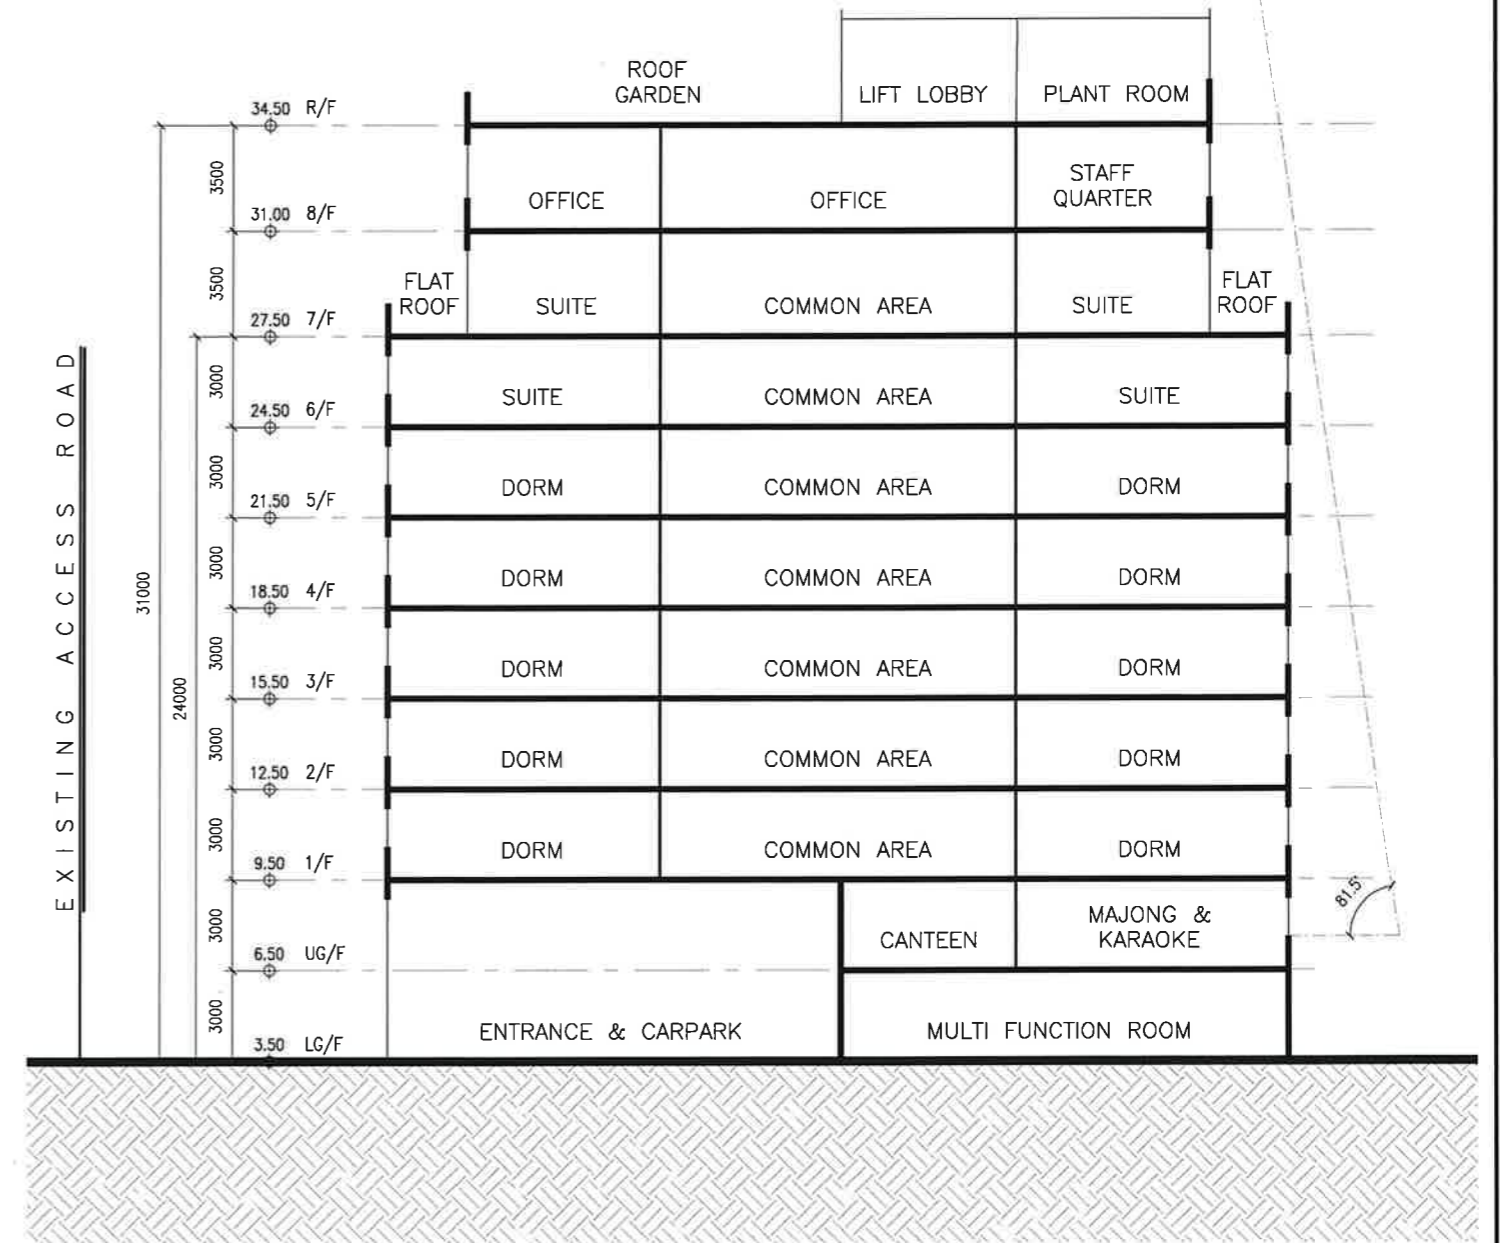 ROOF
GARDEN
LIFT LOBBY
PLANT ROOM
34.50 R/F
3500
OFFICE
OFFICE
STAFF
QUARTER
31.00 8/F
3500
FLAT
ROOF
SUITE
COMMON AREA
SUITE
FLAT
ROOF
27.50 7/F
3000
SUITE
COMMON AREA
SUITE
24.50 6/F
3000
DORM
COMMON AREA
DORM
21.50 5/F
3000
DORM
COMMON AREA
DORM
18.50 4/F
3000
DORM
COMMON AREA
DORM
15.50 3/F
3000
DORM
COMMON AREA
DORM
12.50 2/F
3000
DORM
COMMON AREA
DORM
9.50 1/F
3000
CANTEEN
MAJONG &
KARAOKE
6.50 UG/F
3000
ENTRANCE & CARPARK
MULTI FUNCTION ROOM
3.50 LG/F
31000
24000
EXISTING ACCESS ROAD
81.5°